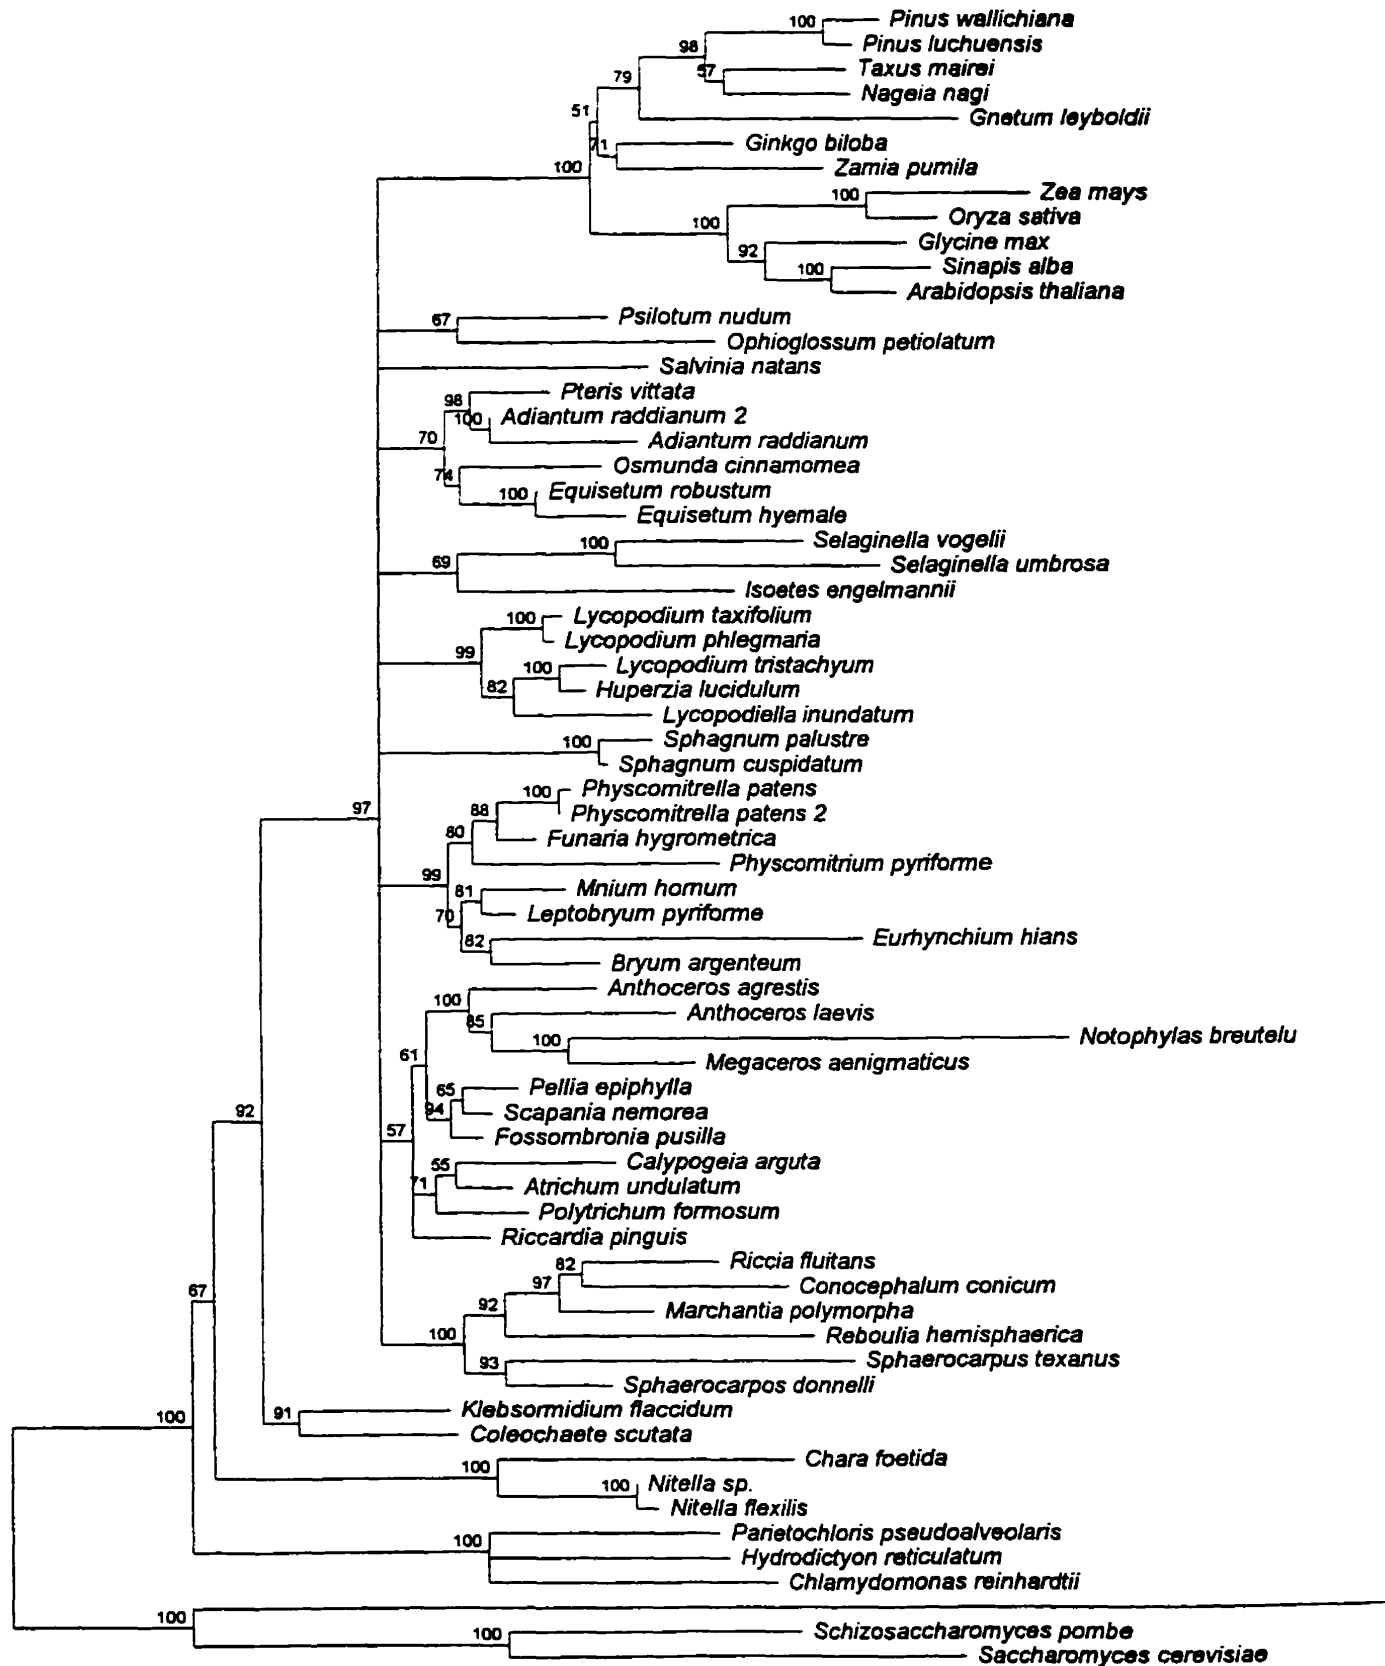 100 Pinus wallichiana
Pinus luchuensis
98
57 Taxus mairei
79 Nageia nagi
51 Gnetum leyboldii
71 Ginkgo biloba
100 Zamia pumila
100 Zea mays
100 Oryza sativa
92 Glycine max
100 Sinapis alba
Arabidopsis thaliana
67 Psilotum nudum
Ophioglossum petiolatum
Salvinia natans
98 Pteris vittata
100 Adiantum raddianum 2
70 Adiantum raddianum
74 Osmunda cinnamomea
100 Equisetum robustum
Equisetum hyemale
100 Selaginella vogelii
69 Selaginella umbrosa
Isoetes engelmannii
100 Lycopodium taxifolium
99 Lycopodium phlegmaria
100 Lycopodium tristachyum
82 Huperzia lucidulum
Lycopodiella inundatum
100 Sphagnum palustre
Sphagnum cuspidatum
100 Physcomitrella patens
97 88 Physcomitrella patens 2
80 Funaria hygrometrica
99 Physcomitrium pyriforme
81 Mnium hornum
70 Leptobryum pyriforme
82 Eurhynchium hians
Bryum argenteum
100 Anthoceros agrestis
85 Anthoceros laevis
100 Notophylas breutelu
61 Megaceros aenigmaticus
65 Pellia epiphylla
94 Scapania nemorea
92 57 Fossombronia pusilla
55 Calypogeia arguta
71 Atrichum undulatum
Polytrichum formosum
Riccardia pinguis
82 Riccia fluitans
67 97 Conocephalum conicum
92 Marchantia polymorpha
100 Reboulia hemisphaerica
93 Sphaerocarpus texanus
Sphaerocarpos donnelli
100 91 Klebsormidium flaccidum
Coleochaete scutata
100 Chara foetida
100 Nitella sp.
Nitella flexilis
100 Parietochloris pseudoalveolaris
Hydrodictyon reticulatum
Chlamydomonas reinhardtii
100
100 Schizosaccharomyces pombe
Saccharomyces cerevisiae